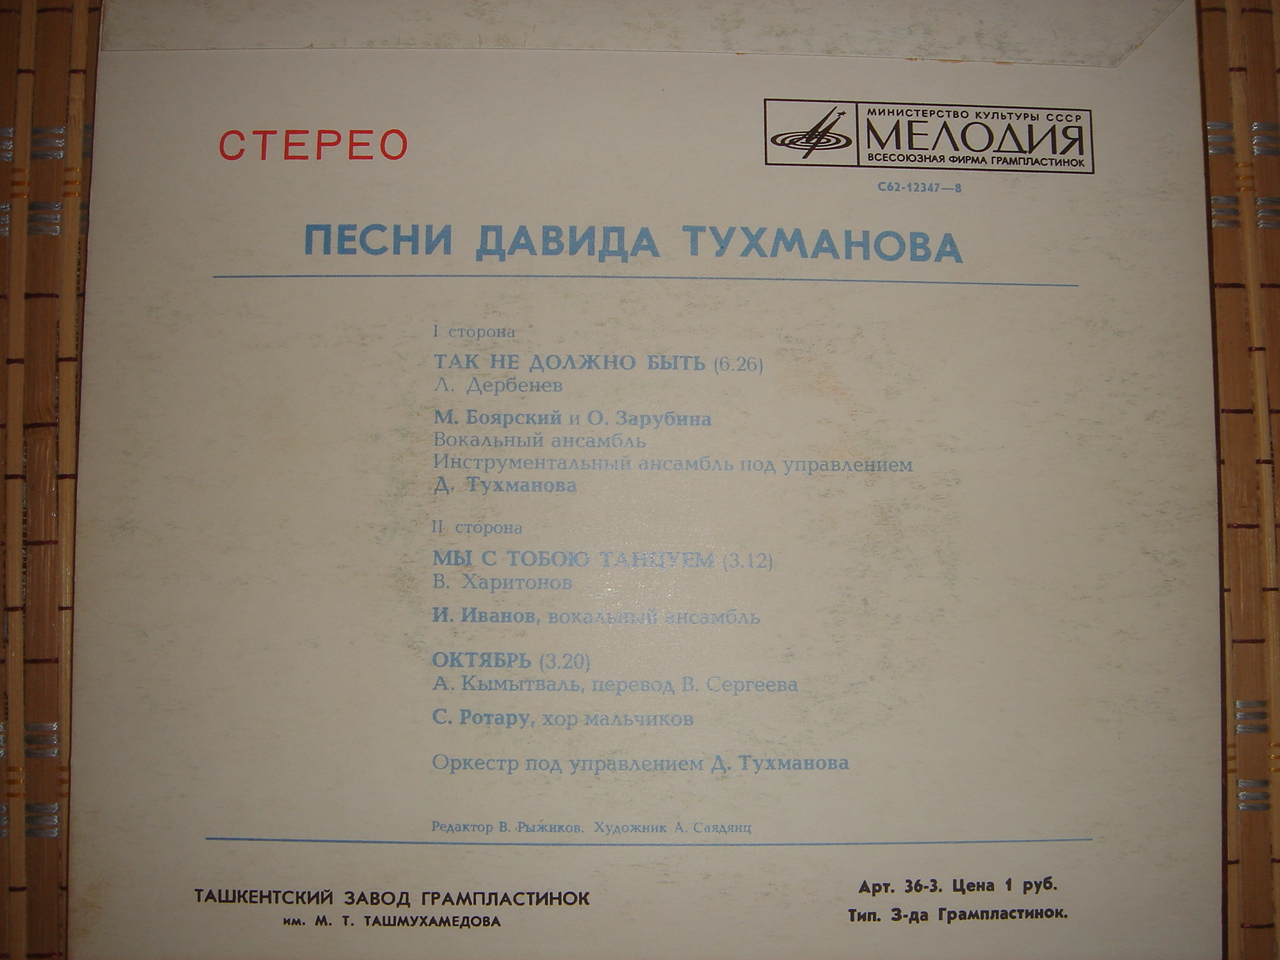 СТЕРЕО
МИНИСТЕРСТВО КУЛЬТУРЫ СССР
МЕЛОДИЯ
ВСЕСОЮЗНАЯ ФИРМА ГРАМПЛАСТИНОК
С62-12347—8
ПЕСНИ ДАВИДА ТУХМАНОВА
I сторона
ТАК НЕ ДОЛЖНО БЫТЬ (6.26)
Л. Дербенев
М. Боярский и О. Зарубина
Вокальный ансамбль
Инструментальный ансамбль под управлением
Д. Тухманова
II сторона
МЫ С ТОБОЮ ТАНЦУЕМ (3.12)
В. Харитонов
И. Иванов, вокальный ансамбль
ОКТЯБРЬ (3.20)
А. Кымытваль, перевод В. Сергеева
С. Ротару, хор мальчиков
Оркестр под управлением Д. Тухманова
Редактор В. Рыжиков. Художник А. Саядянц
ТАШКЕНТСКИЙ ЗАВОД ГРАМПЛАСТИНОК
им. М. Т. ТАШМУХАМЕДОВА
Арт. 36-3. Цена 1 руб.
Тип. З-да Грампластинок.